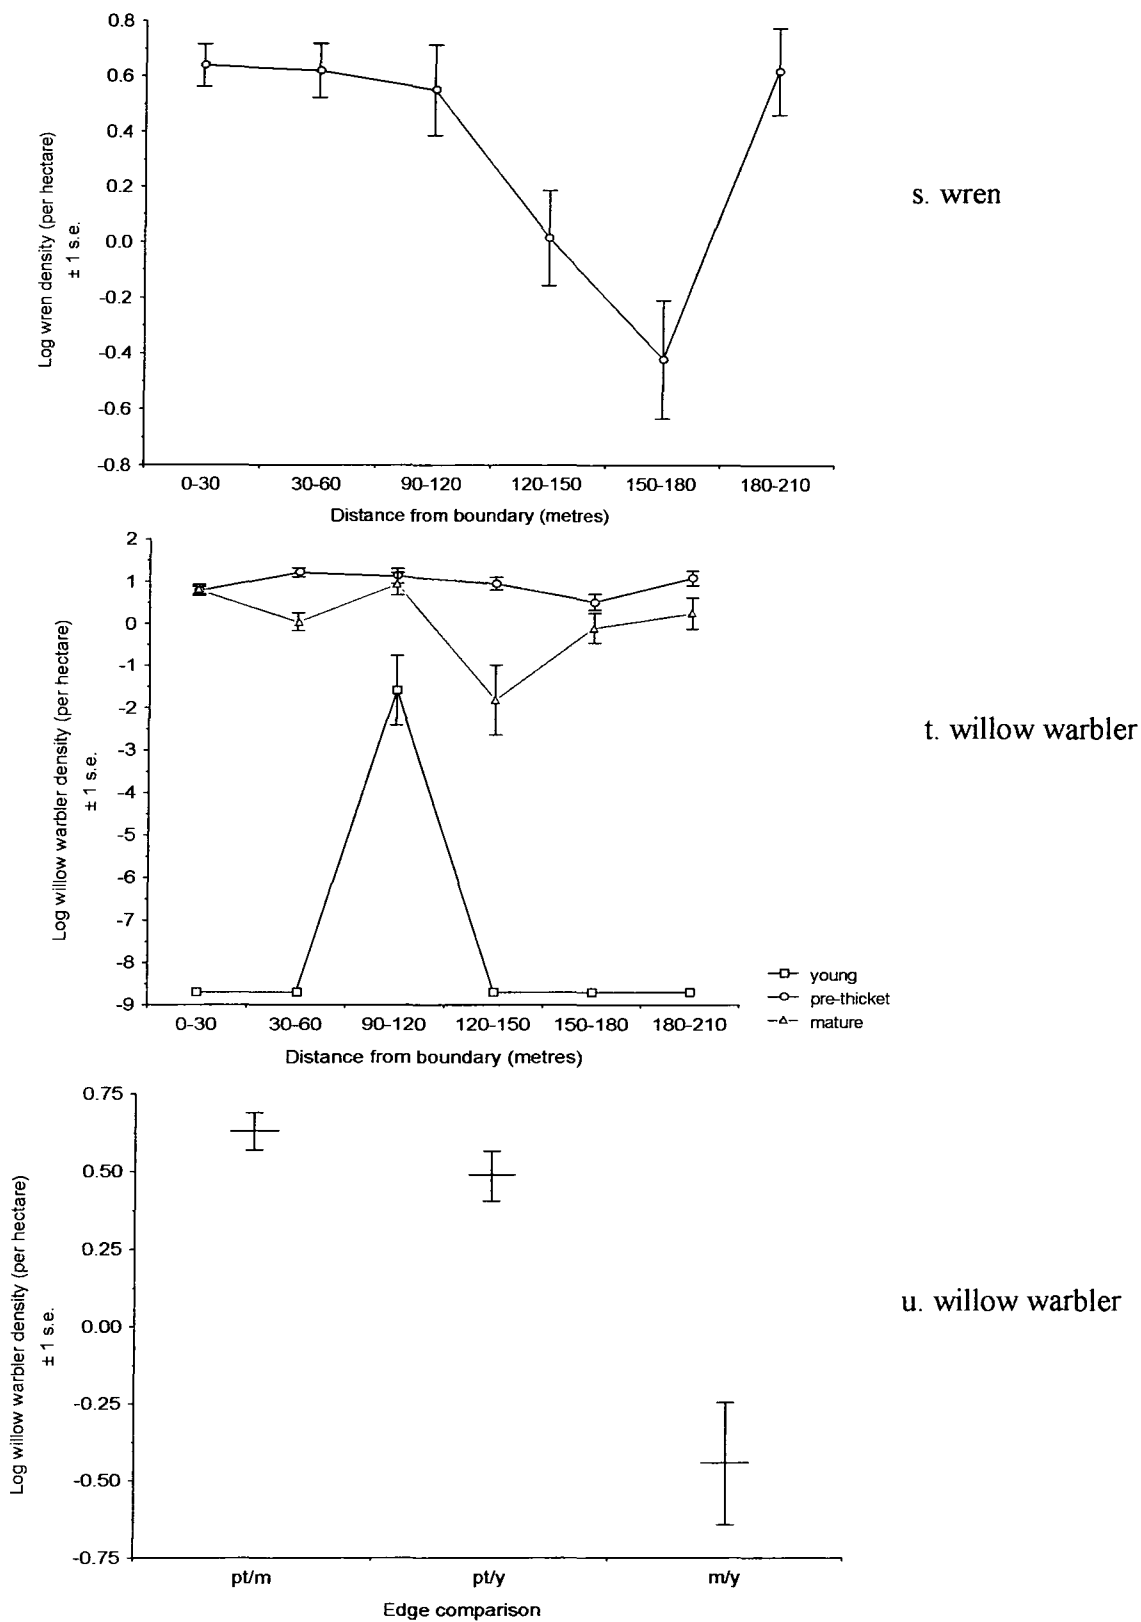 0.8
0.6
0.4
0.2
0.0
-0.2
-0.4
-0.6
-0.8
Log wren density (per hectare)
± 1 s.e.
0-30 30-60 90-120 120-150 150-180 180-210
Distance from boundary (metres)
s. wren
2
1
0
-1
-2
-3
-4
-5
-6
-7
-8
-9
Log willow warbler density (per hectare)
± 1 s.e.
0-30 30-60 90-120 120-150 150-180 180-210
Distance from boundary (metres)
t. willow warbler
young
pre-thicket
mature
0.75
0.50
0.25
0.00
-0.25
-0.50
-0.75
Log willow warbler density (per hectare)
± 1 s.e.
pt/m pt/y m/y
Edge comparison
u. willow warbler